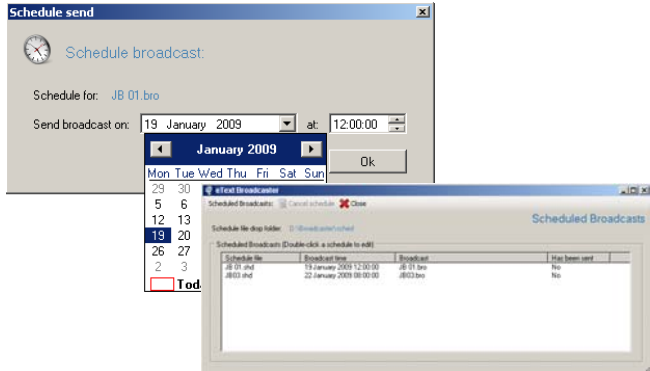 Schedule send
Schedule broadcast:
Schedule for: JB 01.bro
Send broadcast on: 19 January 2009 at: 12:00:00
Ok
January 2009
Mon Tue Wed Thu Fri Sat Sun
29 30
5 6
12 13
19 20
26 27
2 3
Toda
eText Broadcaster
Scheduled Broadcasts: Cancel schedule Close
Scheduled Broadcasts
Schedule file drop folder: D:\Broadcaster\sched
Scheduled Broadcasts (Double-click a schedule to edit)
Schedule file Broadcast time Broadcast Has been sent
JB 01.shd 19 January 2009 12:00:00 JB 01.bro No
JB03.shd 22 January 2009 08:00:00 JB03.bro No